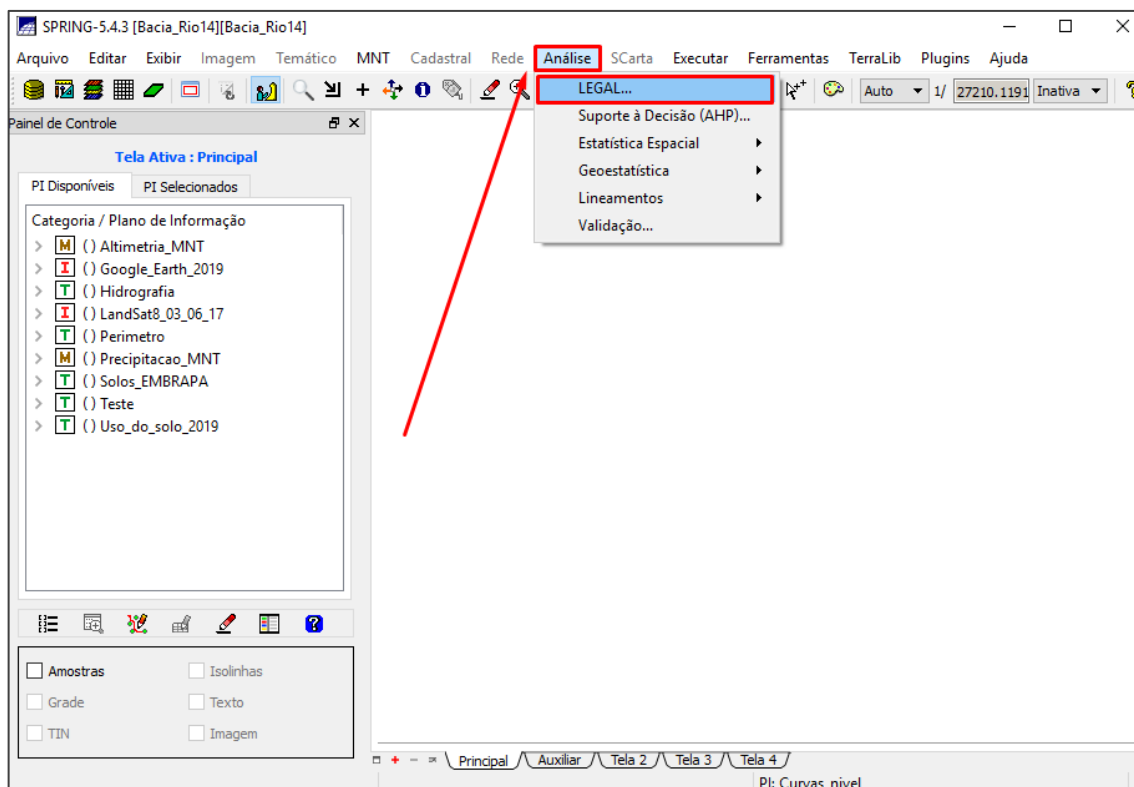 SPRING-5.4.3 [Bacia_Rio14][Bacia_Rio14]
Arquivo Editar Exibir Imagem Temático MNT Cadastral Rede Análise SCarta Executar Ferramentas TerraLib Plugins Ajuda
Auto 1/ 27210.1191 Inativa
LEGAL...
Suporte à Decisão (AHP)...
Estatística Espacial
Geoestatística
Lineamentos
Validação...
Painel de Controle
Tela Ativa : Principal
PI Disponíveis PI Selecionados
Categoria / Plano de Informação
M () Altimetria_MNT
I () Google_Earth_2019
T () Hidrografia
I () LandSat8_03_06_17
T () Perimetro
M () Precipitacao_MNT
T () Solos_EMBRAPA
T () Teste
T () Uso_do_solo_2019
Amostras Isolinhas
Grade Texto
TIN Imagem
Principal Auxiliar Tela 2 Tela 3 Tela 4
PI: Curvas_nivel